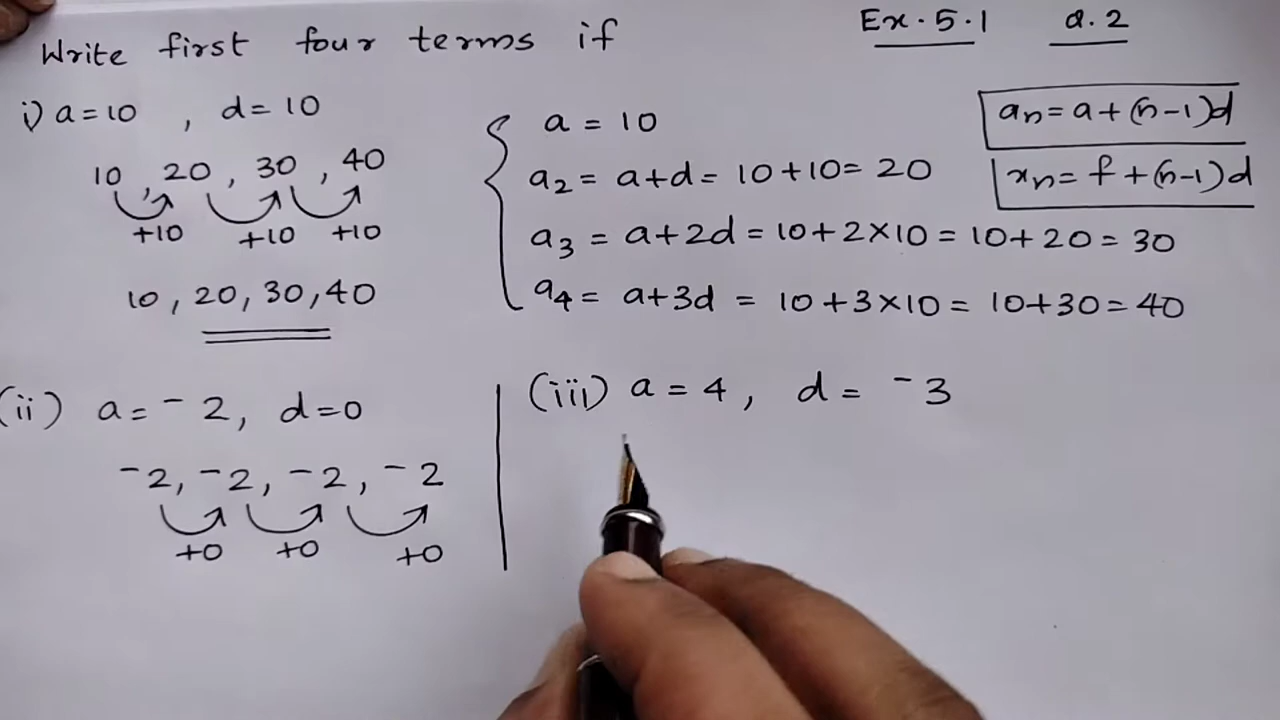 Write first four terms if
Ex.5.1 Q.2
i) a = 10 , d = 10
10 , 20 , 30 , 40
+10 +10 +10
10 , 20, 30, 40
a = 10
a2 = a+d = 10+10 = 20
a3 = a+2d = 10+2×10 = 10+20 = 30
a4 = a+3d = 10+3×10 = 10+30 = 40
an = a+(n-1)d
xn = f+(n-1)d
(ii) a = -2, d=0
-2, -2, -2, -2
+0 +0 +0
(iii) a = 4, d = -3